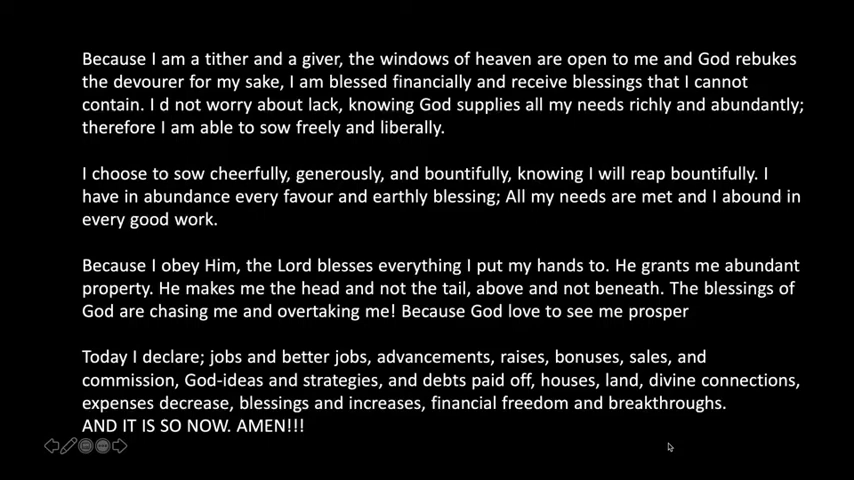 Because I am a tither and a giver, the windows of heaven are open to me and God rebukes
the devourer for my sake, I am blessed financially and receive blessings that I cannot
contain. I d not worry about lack, knowing God supplies all my needs richly and abundantly;
therefore I am able to sow freely and liberally.
I choose to sow cheerfully, generously, and bountifully, knowing I will reap bountifully. I
have in abundance every favour and earthly blessing; All my needs are met and I abound in
every good work.
Because I obey Him, the Lord blesses everything I put my hands to. He grants me abundant
property. He makes me the head and not the tail, above and not beneath. The blessings of
God are chasing me and overtaking me! Because God love to see me prosper
Today I declare; jobs and better jobs, advancements, raises, bonuses, sales, and
commission, God-ideas and strategies, and debts paid off, houses, land, divine connections,
expenses decrease, blessings and increases, financial freedom and breakthroughs.
AND IT IS SO NOW. AMEN!!!